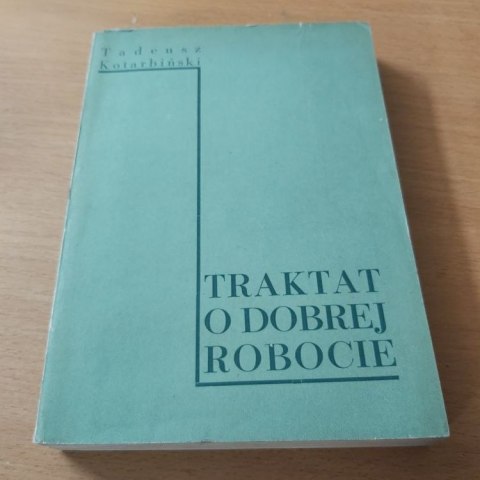 Tadeusz
Kotarbiński
TRAKTAT
O DOBREJ
ROBOCIE